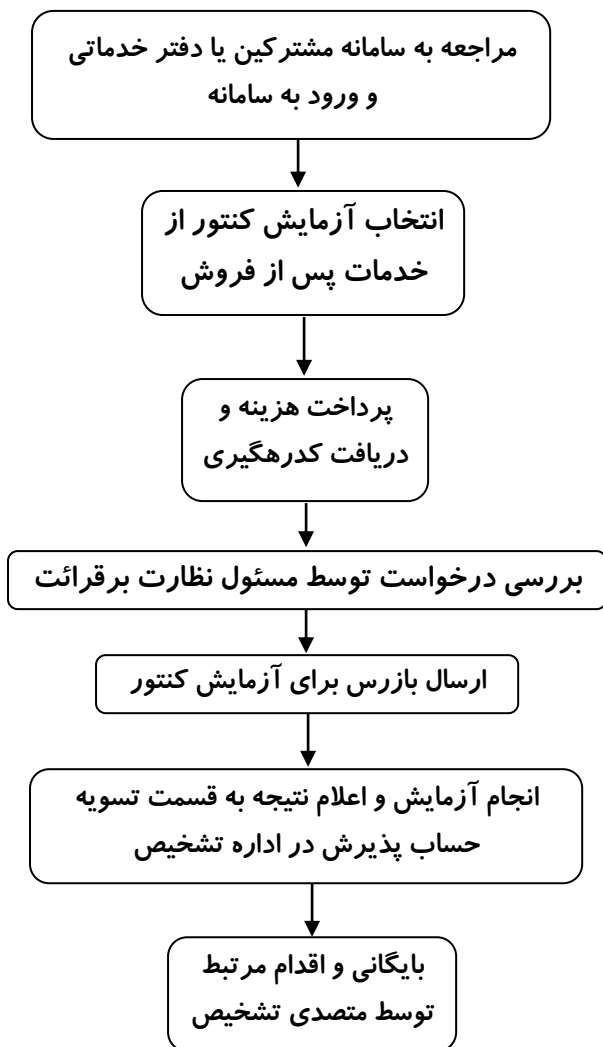 مراجعه به سامانه مشترکین یا دفتر خدماتی
و ورود به سامانه
انتخاب آزمایش کنتور از
خدمات پس از فروش
پرداخت هزینه و
دریافت کدرهگیری
بررسی درخواست توسط مسئول نظارت برقرائت
ارسال بازرس برای آزمایش کنتور
انجام آزمایش و اعلام نتیجه به قسمت تسویه
حساب پذیرش در اداره تشخیص
بایگانی و اقدام مرتبط
توسط متصدی تشخیص